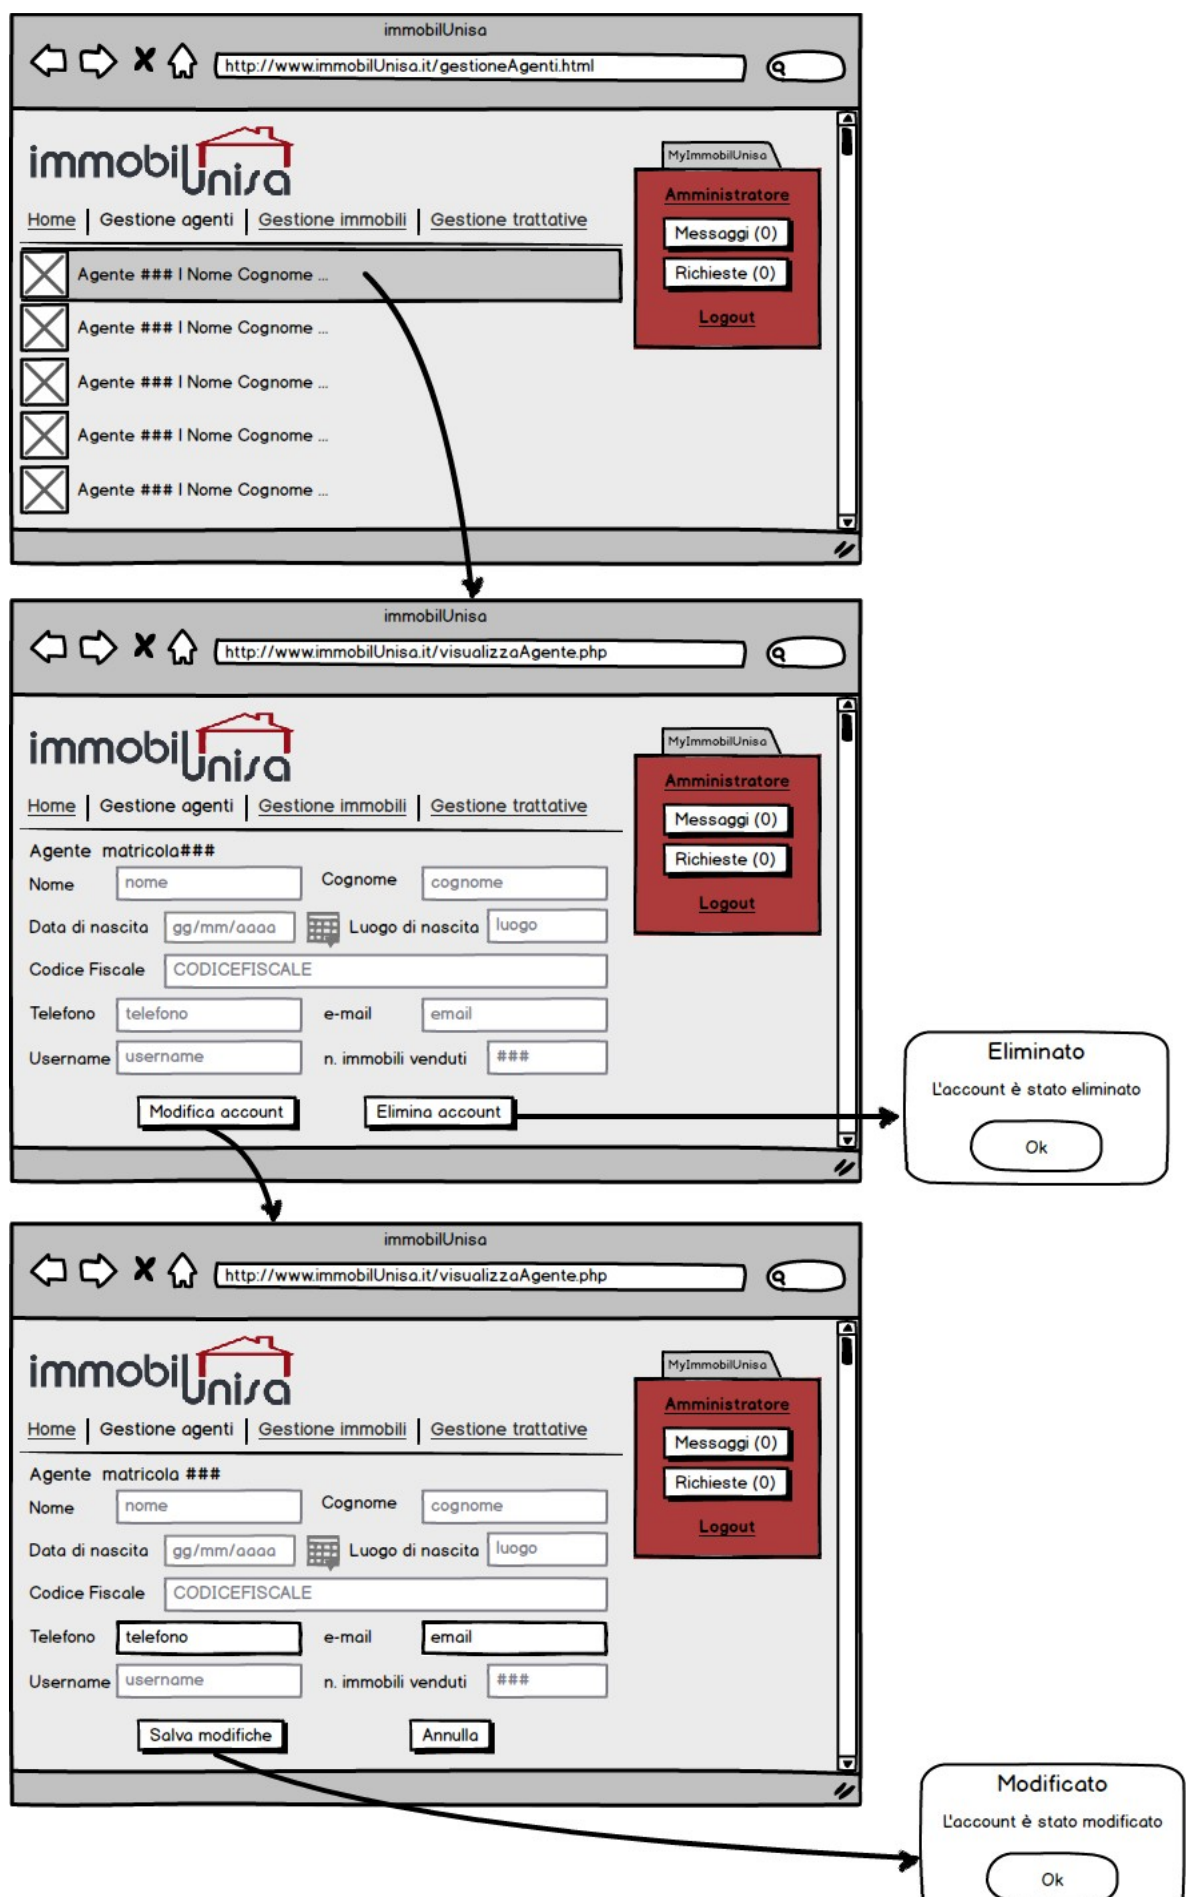 immobilUnisa
http://www.immobilUnisa.it/gestioneAgenti.html
immobilUnisa
MyImmobilUnisa
Amministratore
Messaggi (0)
Richieste (0)
Logout
Home | Gestione agenti | Gestione immobili | Gestione trattative
Agente ### | Nome Cognome ...
Agente ### | Nome Cognome ...
Agente ### | Nome Cognome ...
Agente ### | Nome Cognome ...
Agente ### | Nome Cognome ...
immobilUnisa
http://www.immobilUnisa.it/visualizzaAgente.php
immobilUnisa
MyImmobilUnisa
Amministratore
Messaggi (0)
Richieste (0)
Logout
Home | Gestione agenti | Gestione immobili | Gestione trattative
Agente matricola###
Nome nome Cognome cognome
Data di nascita gg/mm/aaaa Luogo di nascita luogo
Codice Fiscale CODICEFISCALE
Telefono telefono e-mail email
Username username n. immobili venduti ###
Modifica account Elimina account
Eliminato
L'account è stato eliminato
Ok
immobilUnisa
http://www.immobilUnisa.it/visualizzaAgente.php
immobilUnisa
MyImmobilUnisa
Amministratore
Messaggi (0)
Richieste (0)
Logout
Home | Gestione agenti | Gestione immobili | Gestione trattative
Agente matricola ###
Nome nome Cognome cognome
Data di nascita gg/mm/aaaa Luogo di nascita luogo
Codice Fiscale CODICEFISCALE
Telefono telefono e-mail email
Username username n. immobili venduti ###
Salva modifiche Annulla
Modificato
L'account è stato modificato
Ok